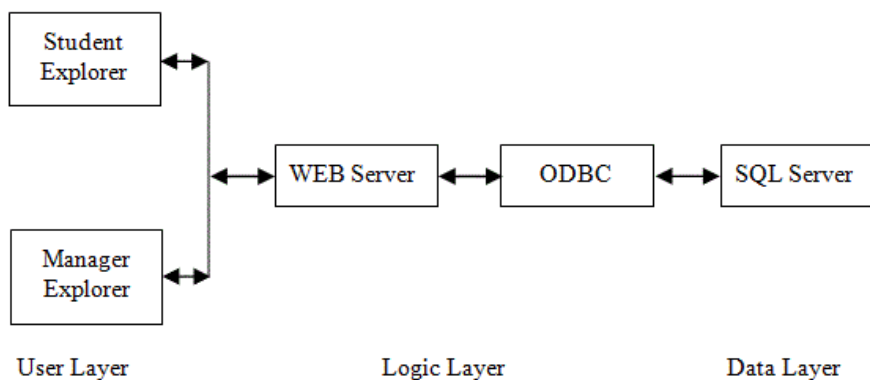 Student
Explorer
WEB Server
ODBC
SQL Server
Manager
Explorer
User Layer
Logic Layer
Data Layer